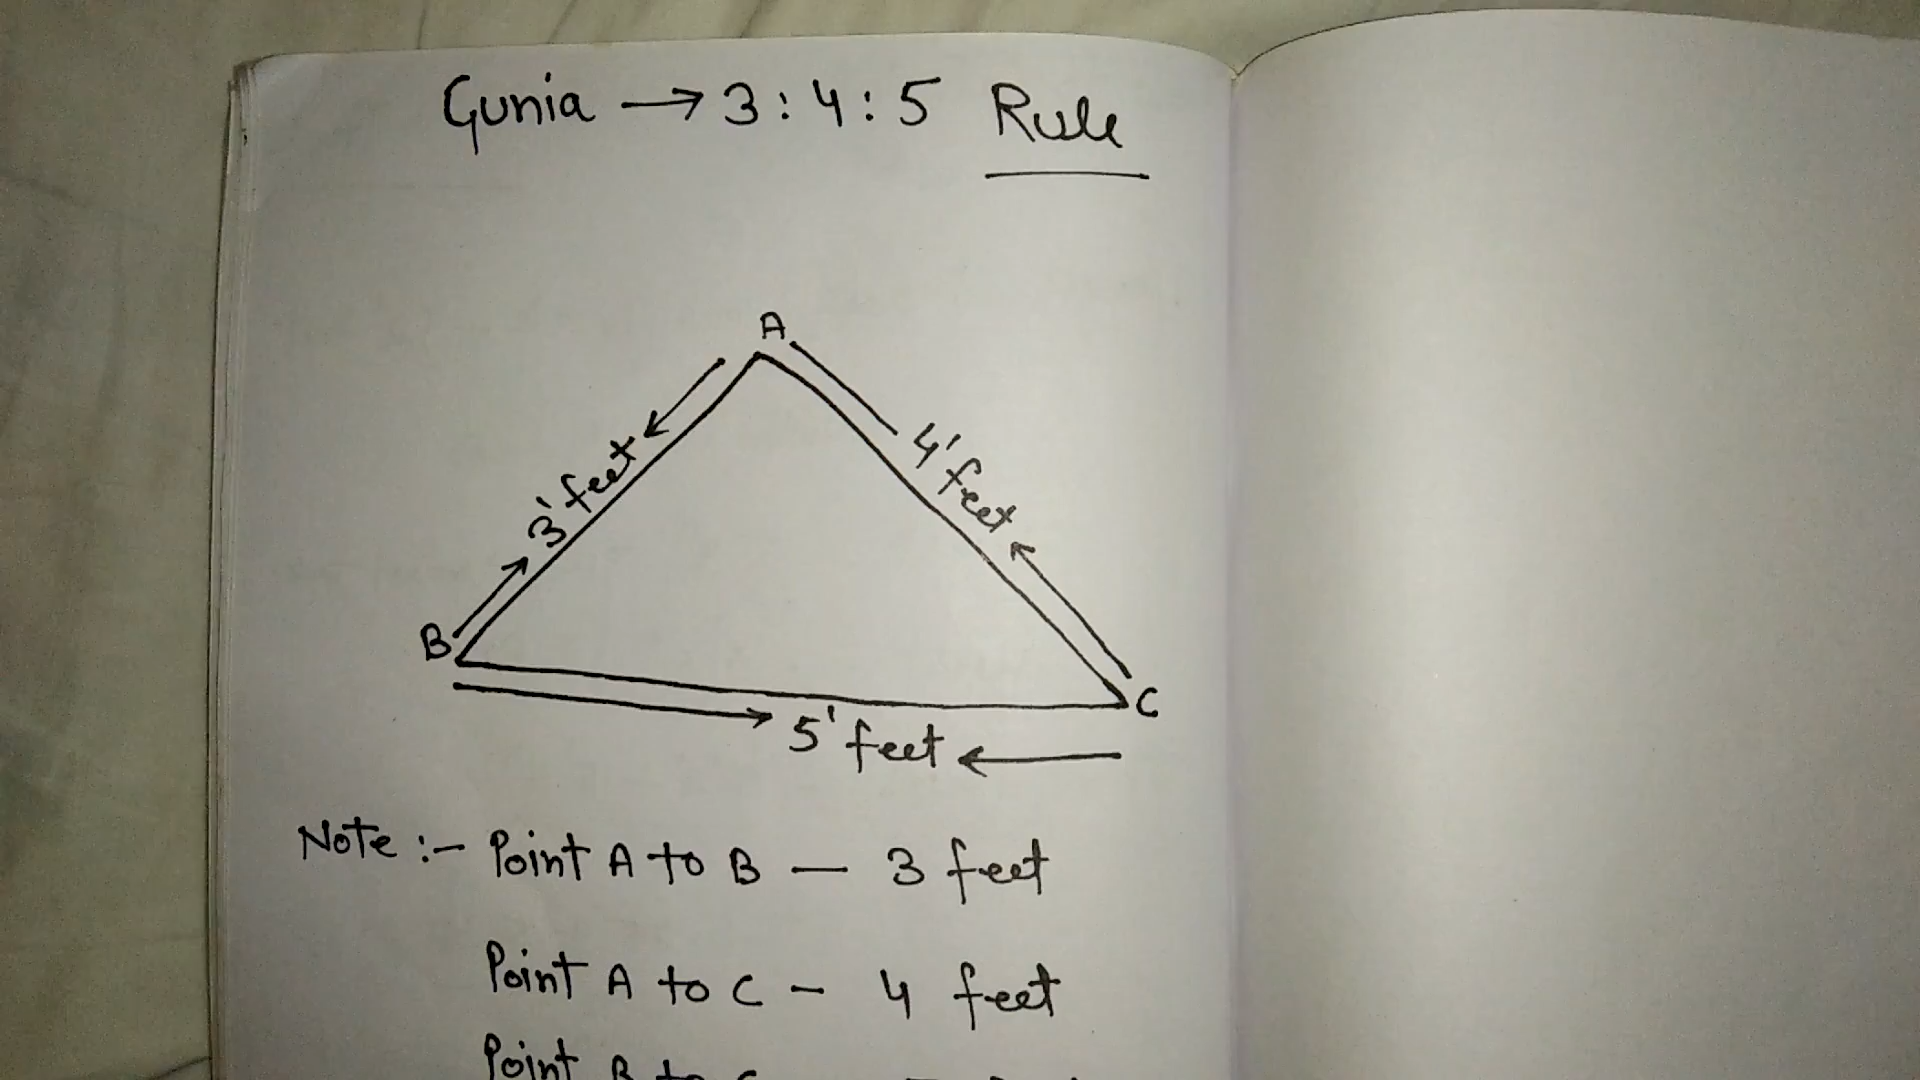 Gunia → 3 : 4 : 5 Rule
A
3' feet
4' feet
B
C
5' feet
Note :- Point A to B — 3 feet
Point A to C - 4 feet
Point B to C